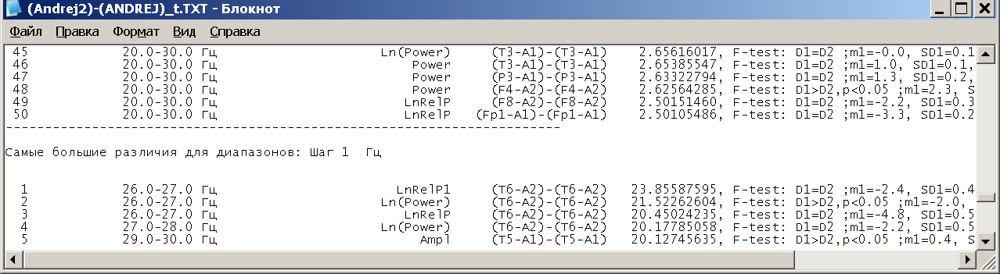 (Andrej2)-(ANDREJ)_t.TXT - Блокнот
Файл Правка Формат Вид Справка
45 20.0-30.0 Гц Ln(Power) (T3-A1)-(T3-A1) 2.65616017, F-test: D1=D2 ;m1=-0.0, SD1=0.1
46 20.0-30.0 Гц Power (T3-A1)-(T3-A1) 2.65385547, F-test: D1=D2 ;m1=1.0, SD1=0.1,
47 20.0-30.0 Гц Power (P3-A1)-(P3-A1) 2.63322794, F-test: D1=D2 ;m1=1.3, SD1=0.2,
48 20.0-30.0 Гц Power (F4-A2)-(F4-A2) 2.62564285, F-test: D1>D2,p<0.05 ;m1=2.3, S
49 20.0-30.0 Гц LnRelP (F8-A2)-(F8-A2) 2.50151460, F-test: D1=D2 ;m1=-2.2, SD1=0.3
50 20.0-30.0 Гц LnRelP (Fp1-A1)-(Fp1-A1) 2.50105486, F-test: D1=D2 ;m1=-3.3, SD1=0.2
------------------------------------------------------------------------
Самые большие различия для диапазонов: Шаг 1 Гц
1 26.0-27.0 Гц LnRelP1 (T6-A2)-(T6-A2) 23.85587595, F-test: D1=D2 ;m1=-2.4, SD1=0.4
2 26.0-27.0 Гц Ln(Power) (T6-A2)-(T6-A2) 21.52262604, F-test: D1>D2,p<0.05 ;m1=-2.0,
3 26.0-27.0 Гц LnRelP (T6-A2)-(T6-A2) 20.45024235, F-test: D1=D2 ;m1=-4.8, SD1=0.5
4 27.0-28.0 Гц Ln(Power) (T6-A2)-(T6-A2) 20.17785058, F-test: D1=D2 ;m1=-2.2, SD1=0.5
5 29.0-30.0 Гц Ampl (T5-A1)-(T5-A1) 20.12745635, F-test: D1>D2,p<0.05 ;m1=0.4, S